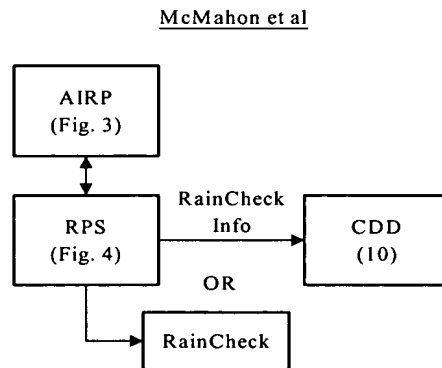 McMahon et al
AIRP
(Fig. 3)
RPS
(Fig. 4)
RainCheck
Info
CDD
(10)
OR
RainCheck